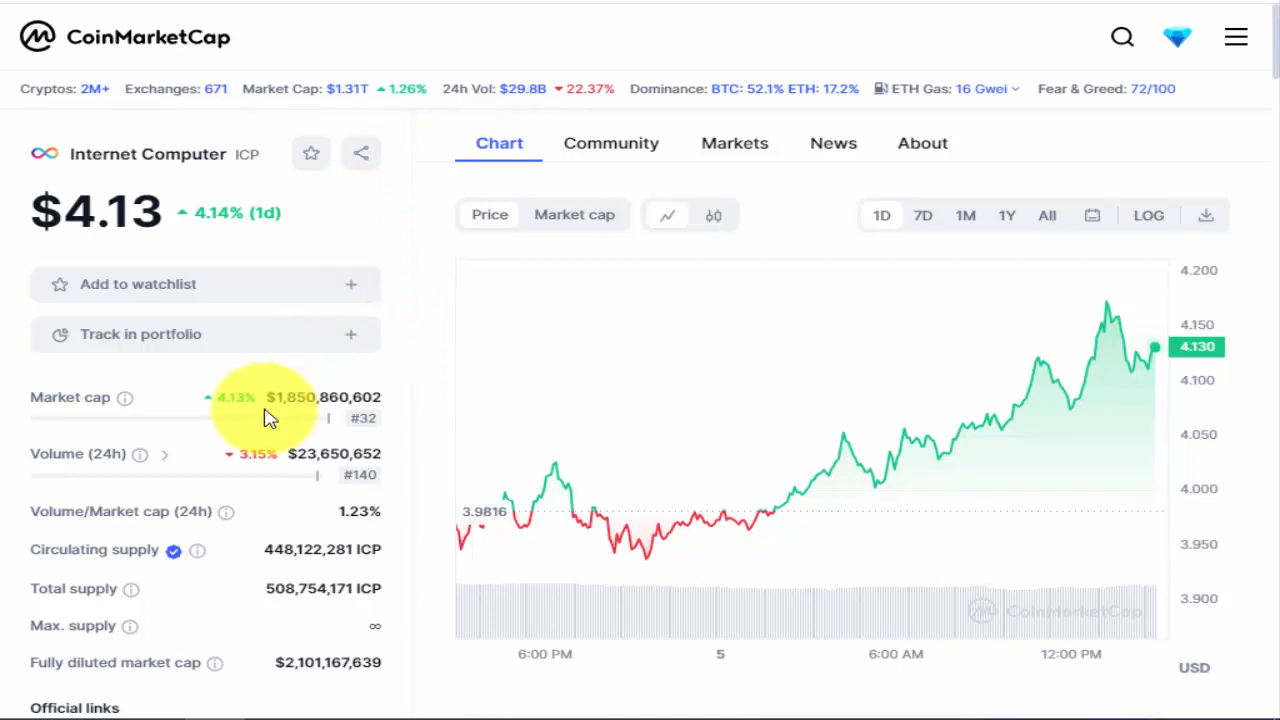 CoinMarketCap
Cryptos: 2M+ Exchanges: 671 Market Cap: $1.31T 1.26% 24h Vol: $29.8B 22.37% Dominance: BTC: 52.1% ETH: 17.2% ETH Gas: 16 Gwei Fear & Greed: 72/100
Internet Computer ICP
$4.13 4.14% (1d)
Add to watchlist +
Track in portfolio +
Market cap 4.13% $1,850,860,602
#32
Volume (24h) 3.15% $23,650,652
#140
Volume/Market cap (24h) 1.23%
Circulating supply 448,122,281 ICP
Total supply 508,754,171 ICP
Max. supply ∞
Fully diluted market cap $2,101,167,639
Official links
Chart Community Markets News About
Price Market cap 1D 7D 1M 1Y All LOG
4.200
4.150
4.130
4.100
4.050
4.000
3.9816
3.950
3.900
CoinMarketCap
6:00 PM 5 6:00 AM 12:00 PM
USD